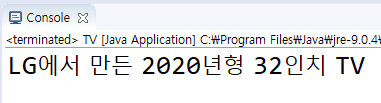 Console
<terminated> TV [Java Application] C:₩Program Files₩Java₩jre-9.0.4₩
LG에서 만든 2020년형 32인치 TV